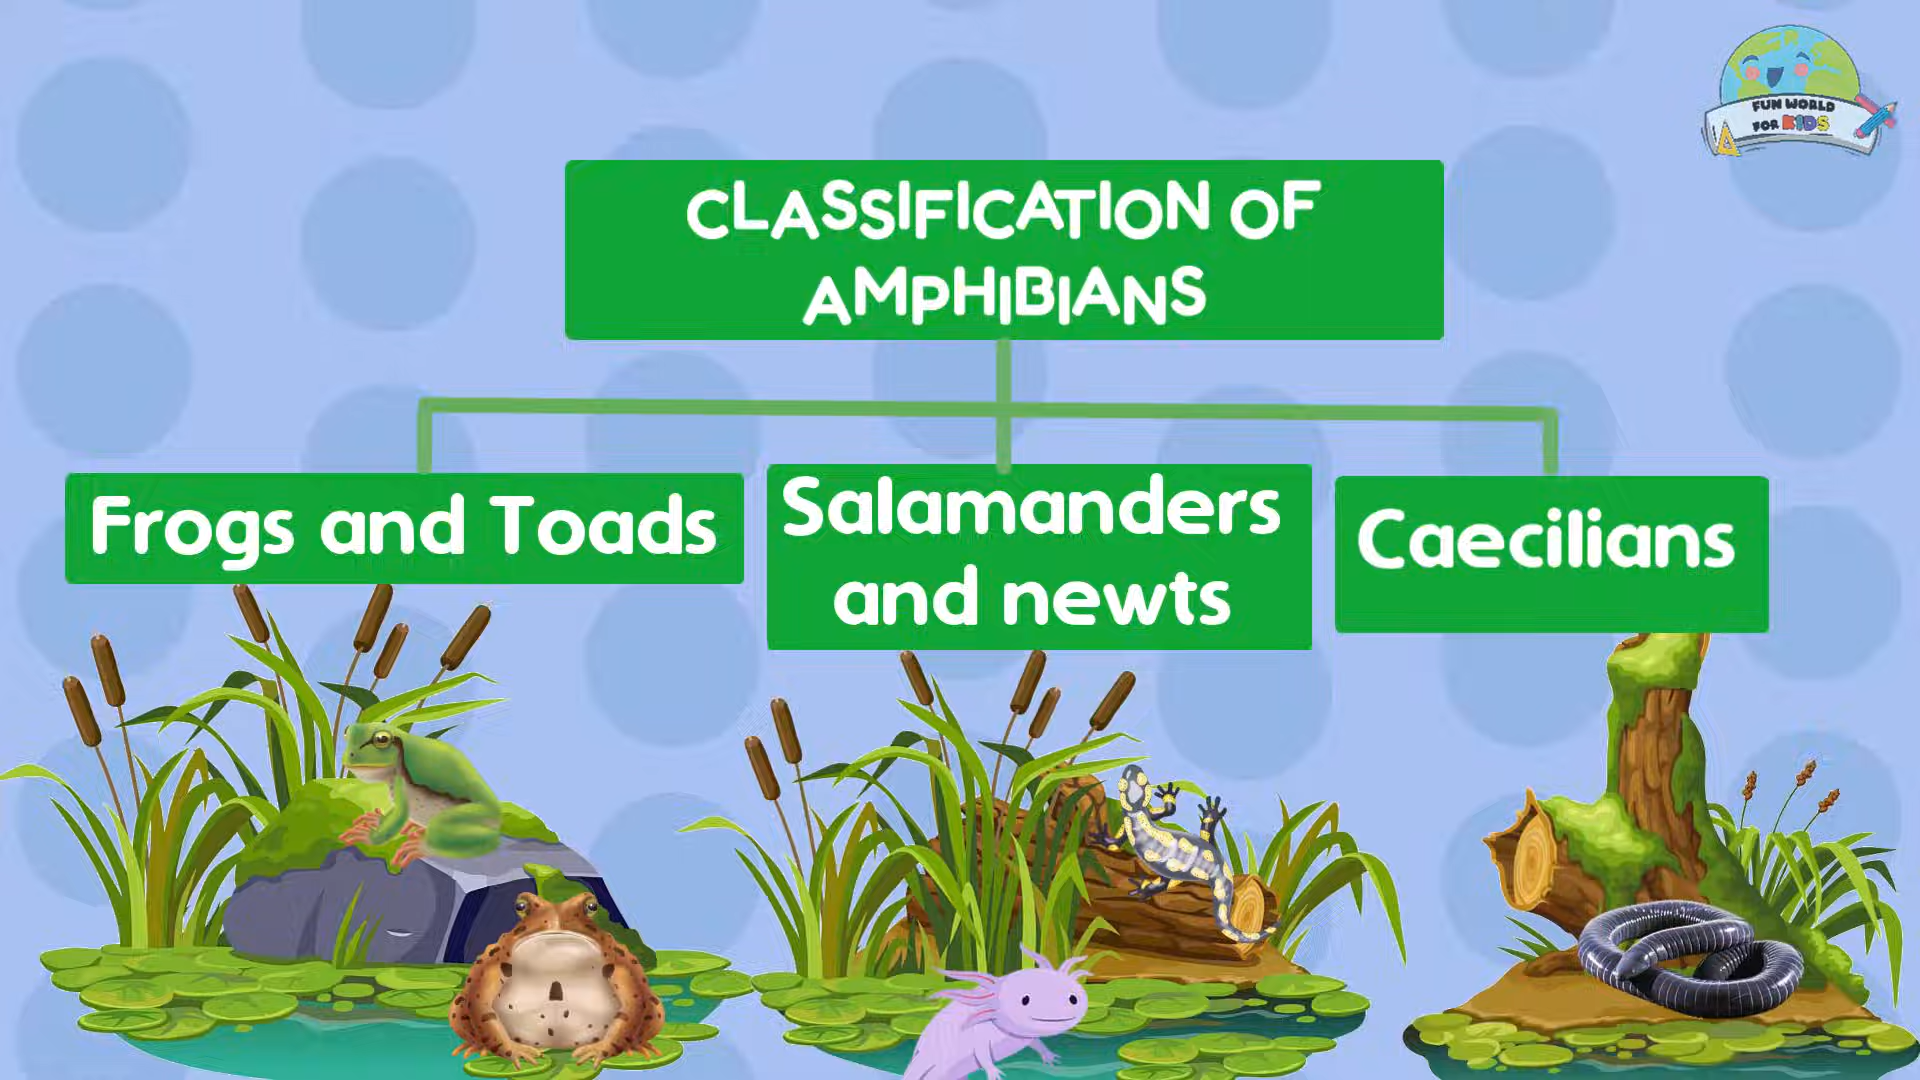 FUN WORLD
FOR KIDS
CLASSIFICATION OF
AMPHIBIANS
Frogs and Toads
Salamanders
and newts
Caecilians